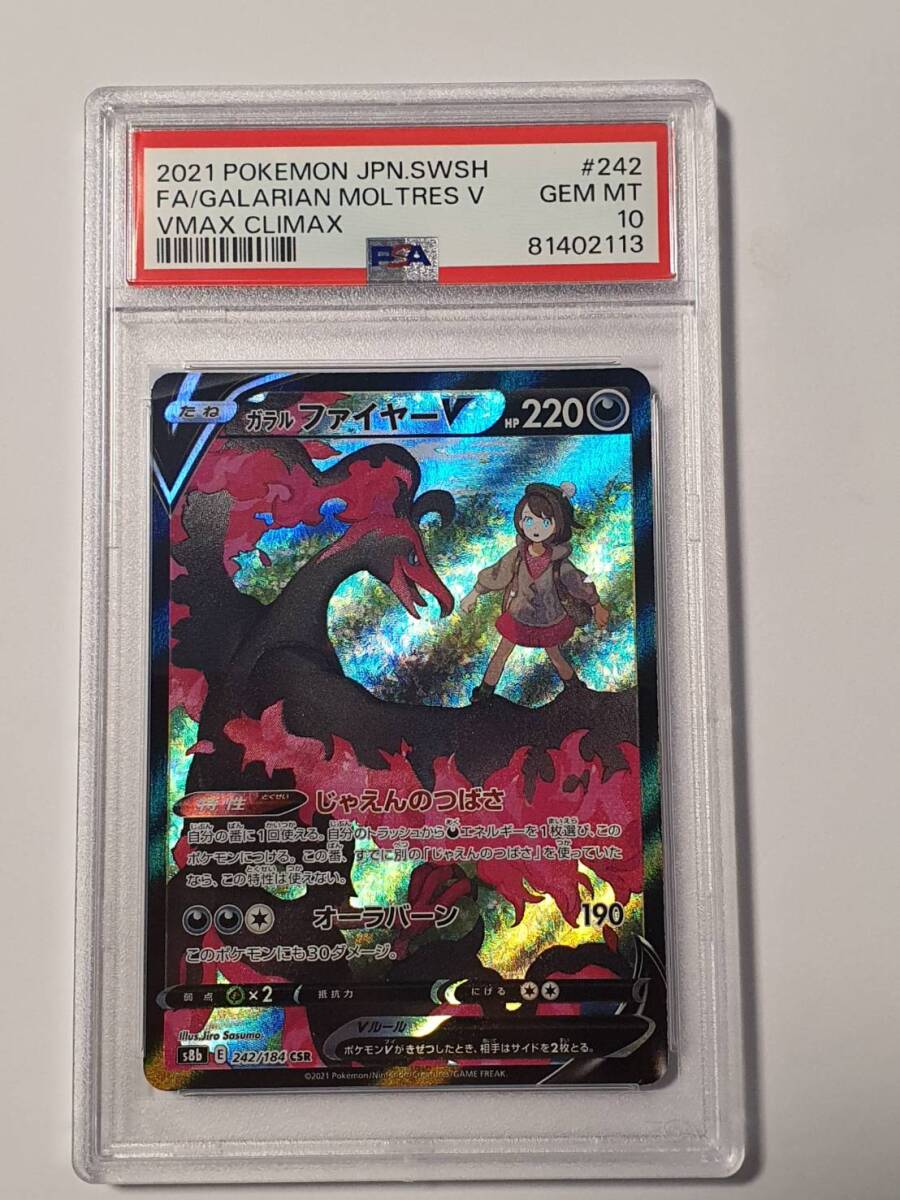 2021 POKEMON JPN.SWSH #242
FA/GALARIAN MOLTRES V GEM MT
VMAX CLIMAX 10
81402113
PSA
たね ガラル ファイヤーV HP 220
特性 とくせい じゃえんのつばさ
自分の番に1回使える。自分のトラッシュからエネルギーを1枚選び、この
ポケモンにつける。この番、すでに別の「じゃえんのつばさ」を使っていた
なら、この特性は使えない。
オーラバーン 190
このポケモンにも30ダメージ。
弱点 ×2 抵抗力 にげる
Vルール
ポケモンVがきぜつしたとき、相手はサイドを2枚とる。
Illus.Jiro Sasumo
s8b E 242/184 CSR
©2021 Pokémon/Nintendo/Creatures/GAME FREAK.